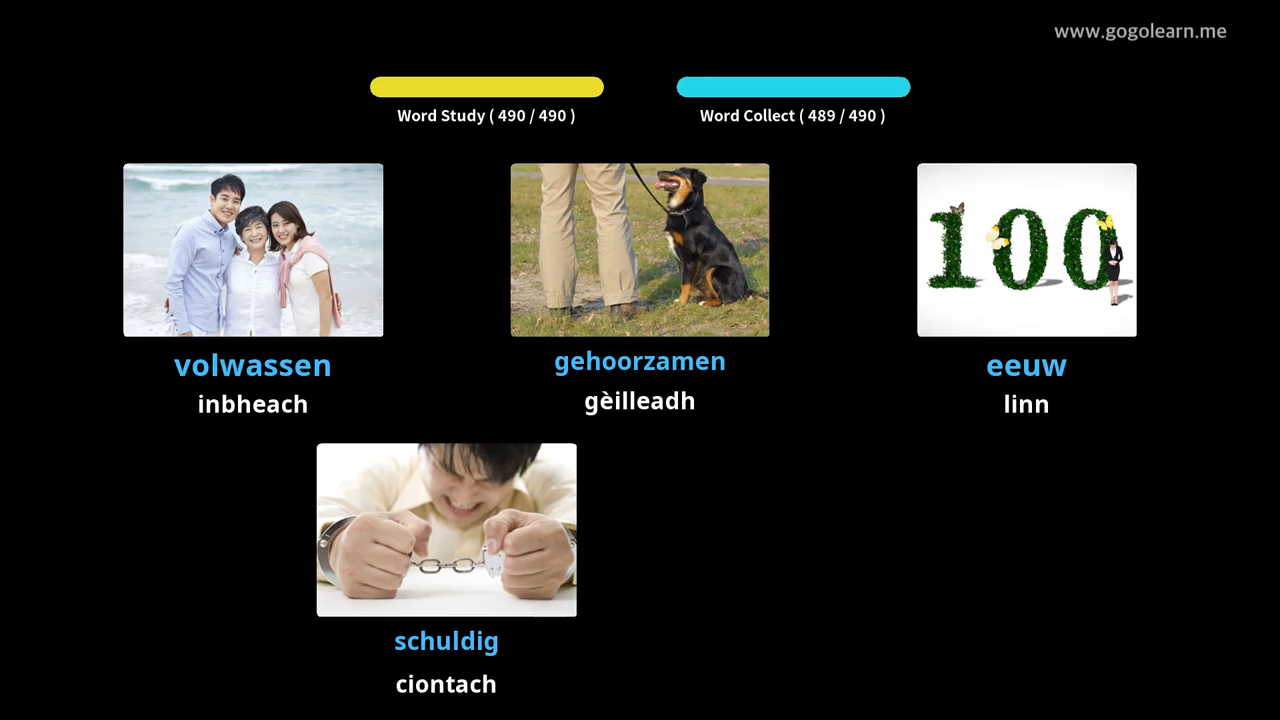 www.gogolearn.me
Word Study ( 490 / 490 )
Word Collect ( 489 / 490 )
volwassen
inbheach
gehoorzamen
gèilleadh
100
eeuw
linn
schuldig
ciontach